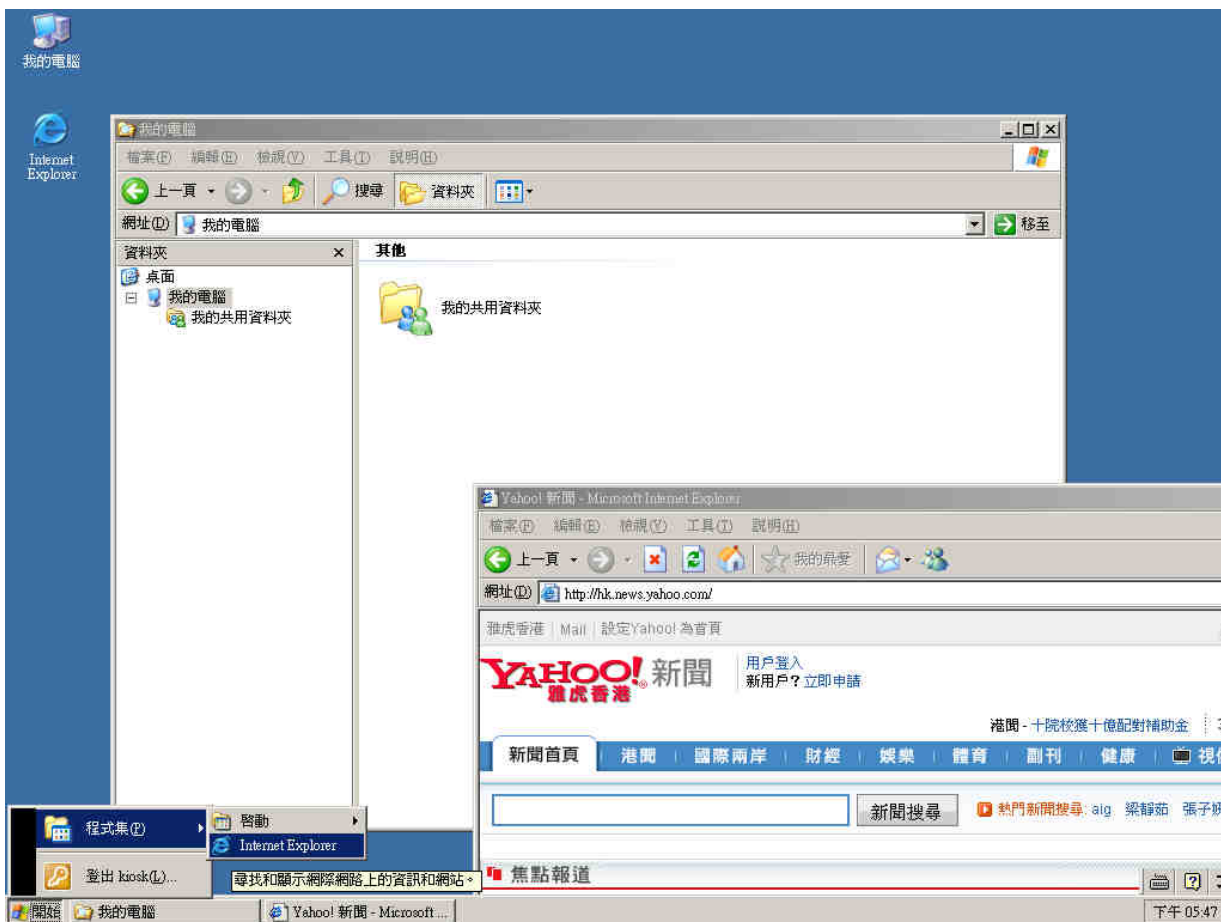 我的電腦
Internet
Explorer
我的電腦
檔案(F) 編輯(E) 檢視(V) 工具(T) 說明(H)
上一頁 搜尋 資料夾
網址(D) 我的電腦 移至
資料夾 x 其他
桌面
我的電腦
我的共用資料夾
我的共用資料夾
Yahoo! 新聞 - Microsoft Internet Explorer
檔案(F) 編輯(E) 檢視(V) 工具(T) 說明(H)
上一頁 我的最愛
網址(D) http://hk.news.yahoo.com/
雅虎香港 | Mail | 設定Yahoo! 為首頁
YAHOO! 新聞
雅虎香港
用戶登入
新用戶? 立即申請
港聞 - 十院校獲十億配對補助金
新聞首頁 港聞 國際兩岸 財經 娛樂 體育 副刊 健康
新聞搜尋 熱門新聞搜尋: aig 梁靜茹
焦點報道
程式集(P)
啓動
Internet Explorer
登出 kiosk(L)...
尋找和顯示網際網路上的資訊和網站。
開始 我的電腦 Yahoo! 新聞 - Microsoft ... 下午 05:47